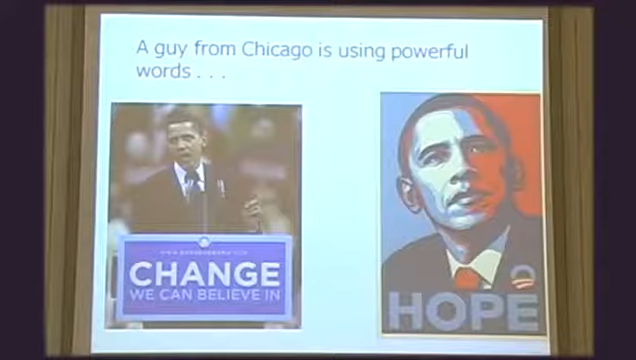 A guy from Chicago is using powerful
words . . .
CHANGE
WE CAN BELIEVE IN
HOPE